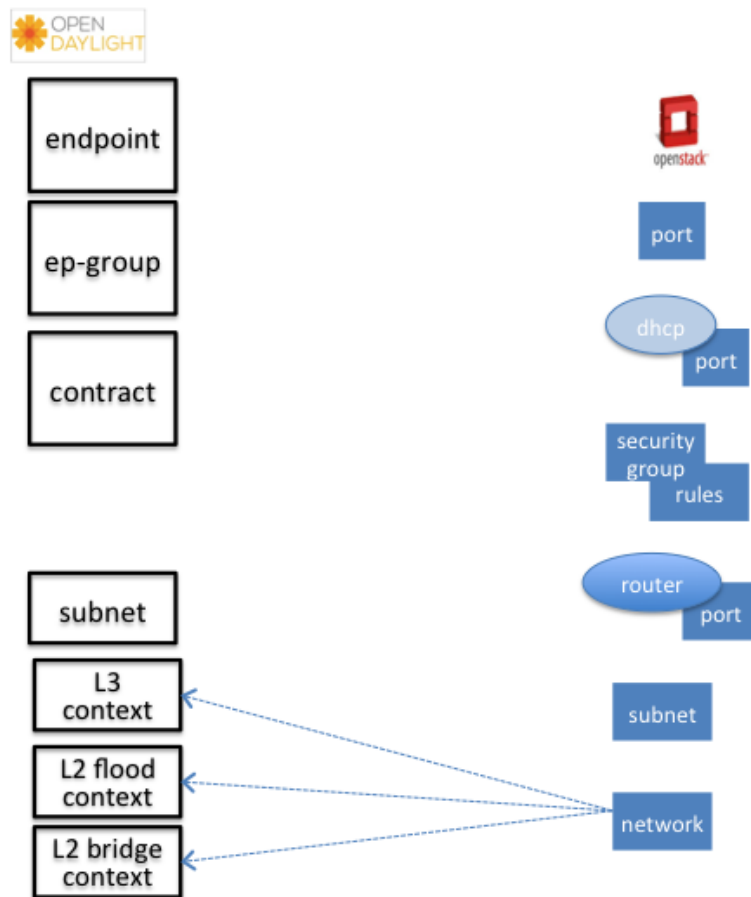 OPEN
DAYLIGHT
endpoint
openstack
ep-group
port
dhcp
port
contract
security
group
rules
router
port
subnet
L3
context
subnet
L2 flood
context
network
L2 bridge
context